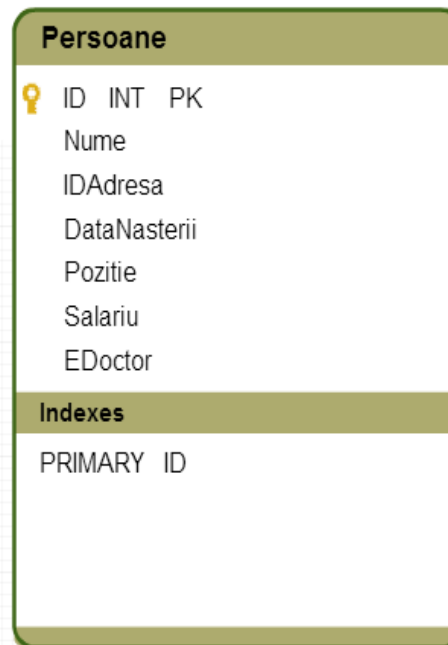 Persoane
ID INT PK
Nume
IDAdresa
DataNasterii
Pozitie
Salariu
EDoctor
Indexes
PRIMARY ID